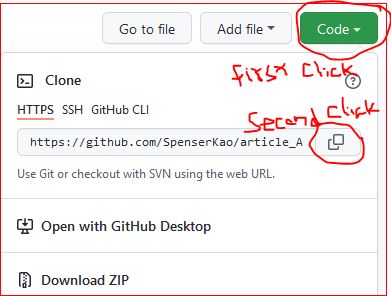 Go to file Add file Code
First click
Clone
HTTPS SSH GitHub CLI
Second click
https://github.com/SpenserKao/article_A
Use Git or checkout with SVN using the web URL.
Open with GitHub Desktop
Download ZIP